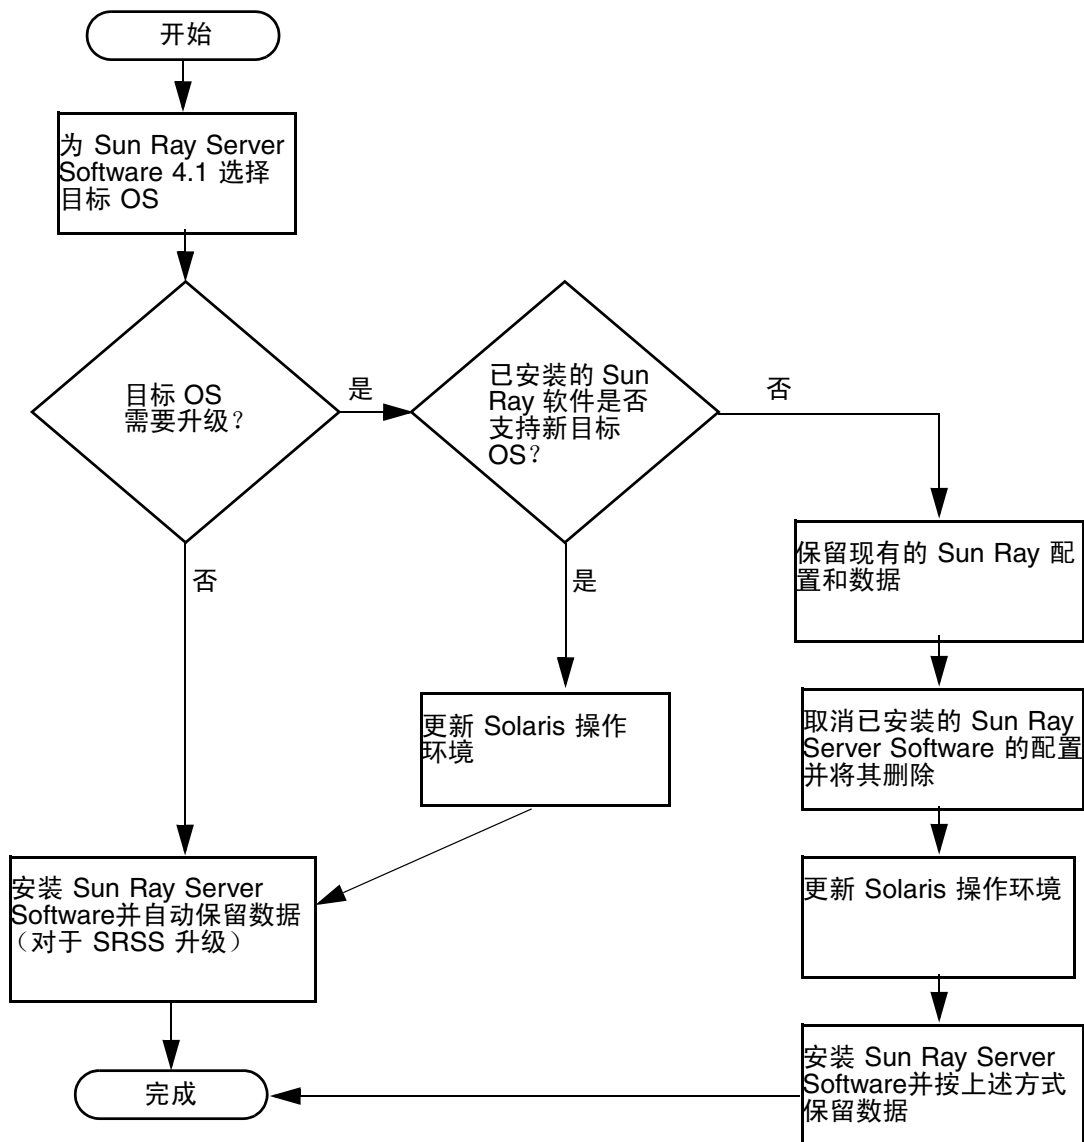 开始
为 Sun Ray Server
Software 4.1 选择
目标 OS
目标 OS
需要升级？
是
已安装的 Sun
Ray 软件是否
支持新目标
OS？
否
否
是
保留现有的 Sun Ray 配
置和数据
更新 Solaris 操作
环境
取消已安装的 Sun Ray
Server Software 的配置
并将其删除
安装 Sun Ray Server
Software并自动保留数据
（对于 SRSS 升级）
更新 Solaris 操作环境
安装 Sun Ray Server
Software并按上述方式
保留数据
完成